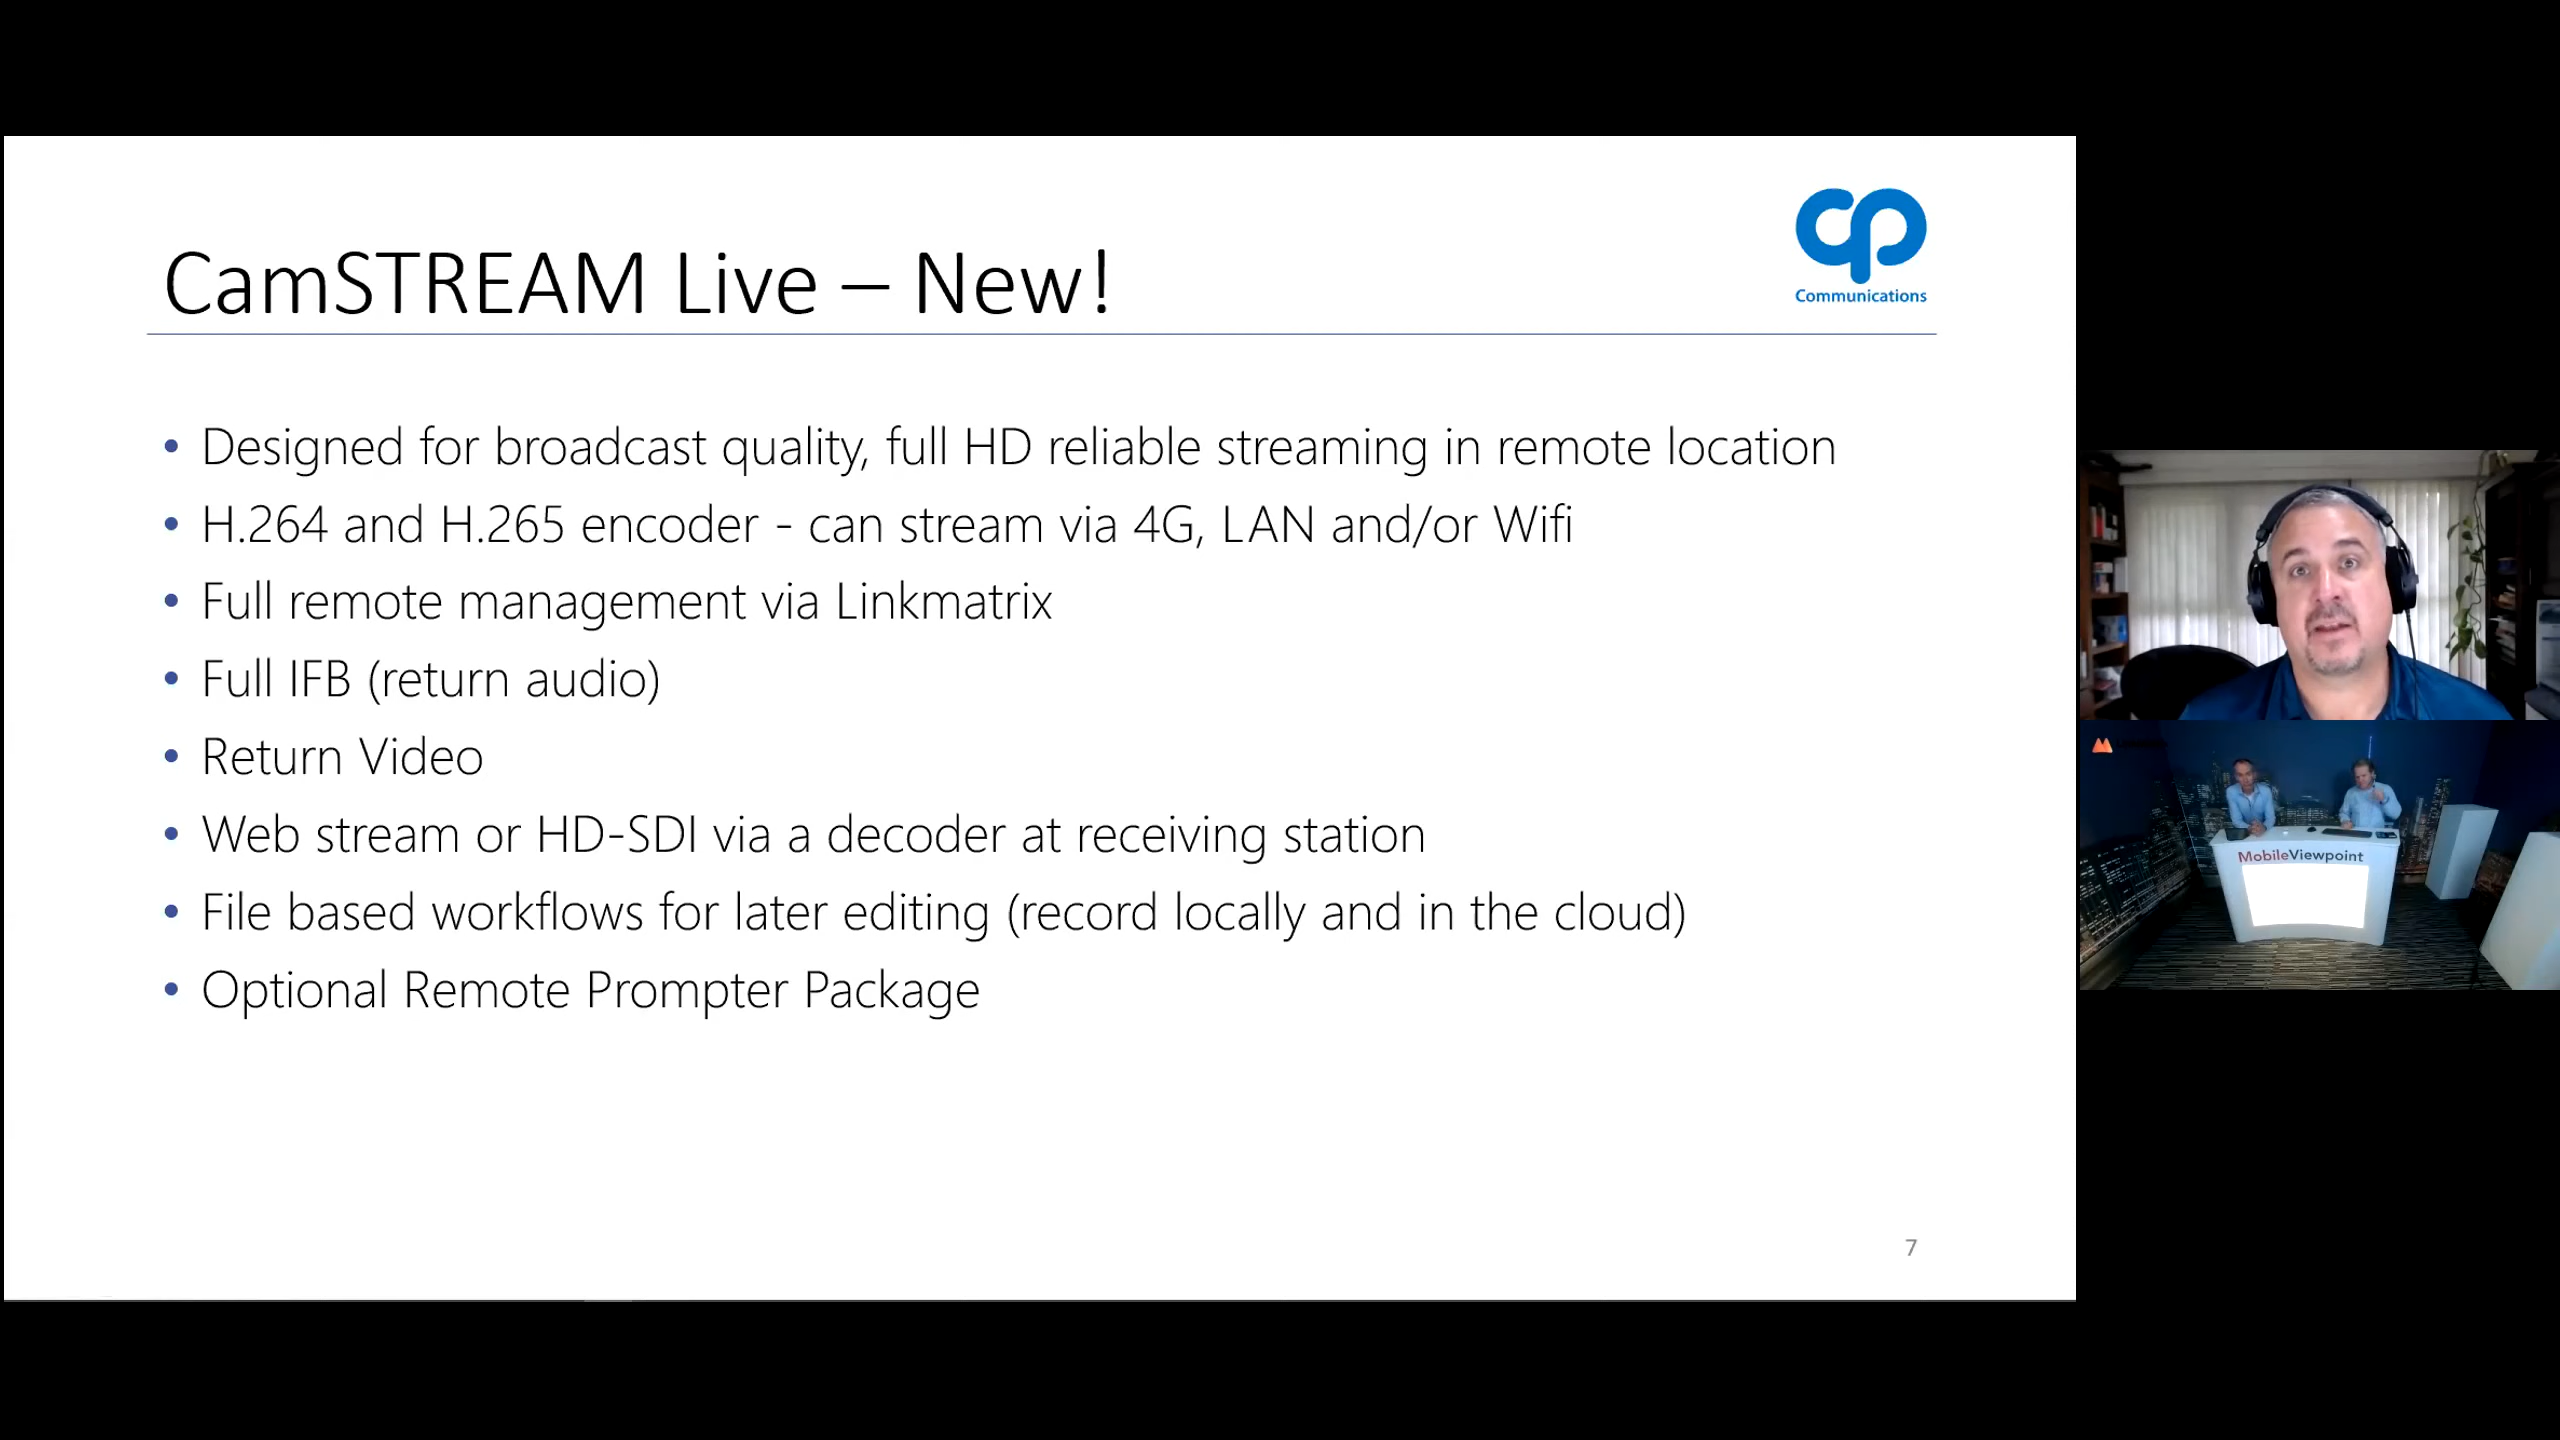 CamSTREAM Live – New!
cp
Communications
• Designed for broadcast quality, full HD reliable streaming in remote location
• H.264 and H.265 encoder - can stream via 4G, LAN and/or Wifi
• Full remote management via Linkmatrix
• Full IFB (return audio)
• Return Video
• Web stream or HD-SDI via a decoder at receiving station
• File based workflows for later editing (record locally and in the cloud)
• Optional Remote Prompter Package
7
MobileViewpoint